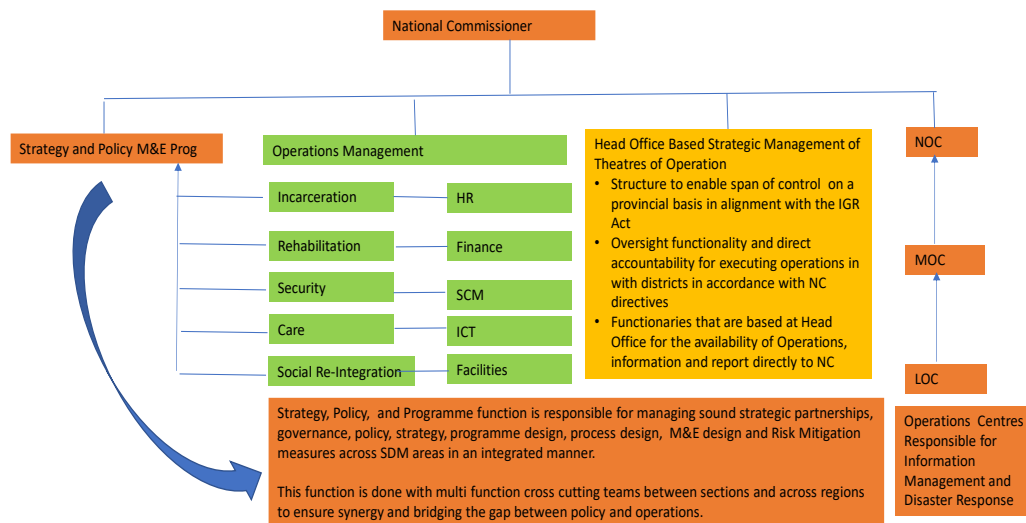 National Commissioner
Strategy and Policy M&E Prog
Operations Management
Incarceration
HR
Rehabilitation
Finance
Security
SCM
Care
ICT
Social Re-Integration
Facilities
Head Office Based Strategic Management of
Theatres of Operation
• Structure to enable span of control on a
provincial basis in alignment with the IGR
Act
• Oversight functionality and direct
accountability for executing operations in
with districts in accordance with NC
directives
• Functionaries that are based at Head
Office for the availability of Operations,
information and report directly to NC
NOC
MOC
LOC
Strategy, Policy, and Programme function is responsible for managing sound strategic partnerships,
governance, policy, strategy, programme design, process design, M&E design and Risk Mitigation
measures across SDM areas in an integrated manner.
This function is done with multi function cross cutting teams between sections and across regions
to ensure synergy and bridging the gap between policy and operations.
Operations Centres
Responsible for
Information
Management and
Disaster Response